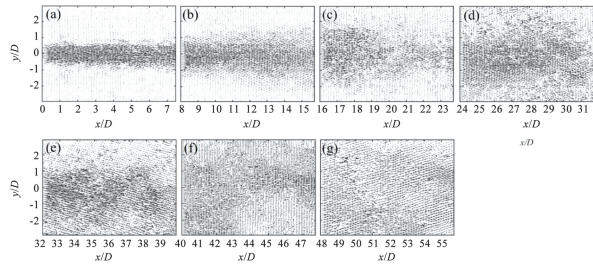 (a) (b) (c) (d)
y/D
2
1
0
-1
-2
0 1 2 3 4 5 6 7 8 9 10 11 12 13 14 15 16 17 18 19 20 21 22 23 24 25 26 27 28 29 30 31
x/D x/D x/D x/D
x/D
(e) (f) (g)
y/D
2
1
0
-1
-2
32 33 34 35 36 37 38 39 40 41 42 43 44 45 46 47 48 49 50 51 52 53 54 55
x/D x/D x/D